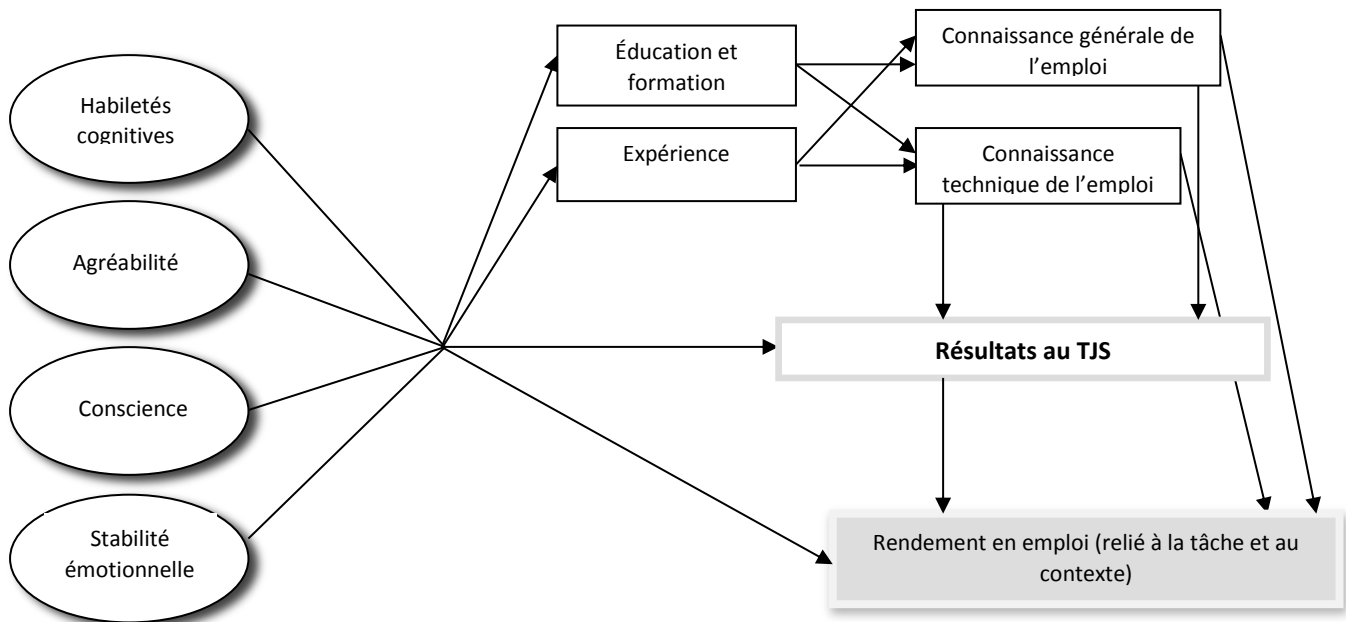 Habiletés
cognitives
Agréabilité
Conscience
Stabilité
émotionnelle
Éducation et
formation
Expérience
Connaissance générale de
l’emploi
Connaissance
technique de l’emploi
Résultats au TJS
Rendement en emploi (relié à la tâche et au
contexte)